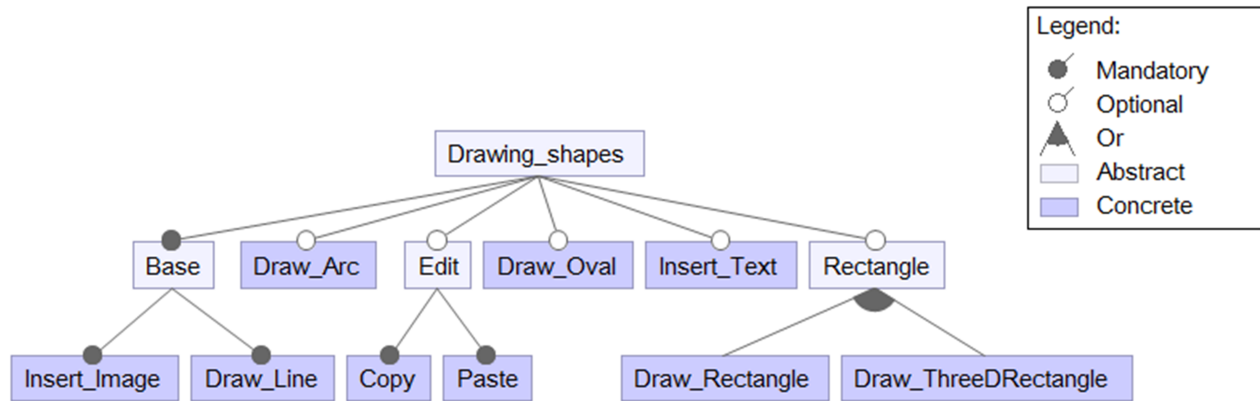 Legend:
Mandatory
Optional
Or
Abstract
Concrete
Drawing_shapes
Base
Draw_Arc
Edit
Draw_Oval
Insert_Text
Rectangle
Insert_Image
Draw_Line
Copy
Paste
Draw_Rectangle
Draw_ThreeDRectangle